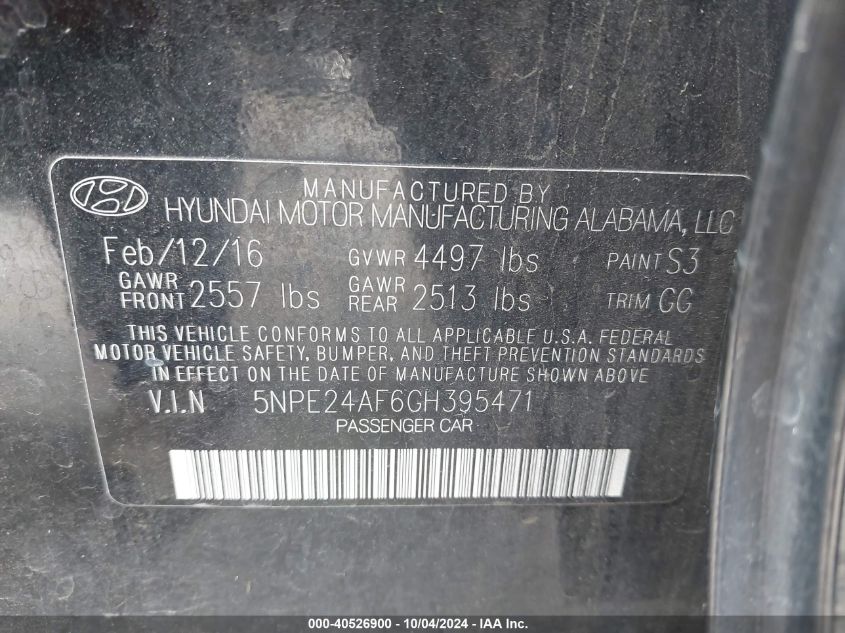 MANUFACTURED BY
HYUNDAI MOTOR MANUFACTURING ALABAMA, LLC
Feb/12/16 GVWR 4497 lbs PAINT S3
GAWR FRONT 2557 lbs GAWR REAR 2513 lbs TRIM GG
THIS VEHICLE CONFORMS TO ALL APPLICABLE U.S.A. FEDERAL
MOTOR VEHICLE SAFETY, BUMPER, AND THEFT PREVENTION STANDARDS
IN EFFECT ON THE DATE OF MANUFACTURE SHOWN ABOVE
V.I.N 5NPE24AF6GH395471
PASSENGER CAR
000-40526900 - 10/04/2024 - IAA Inc.